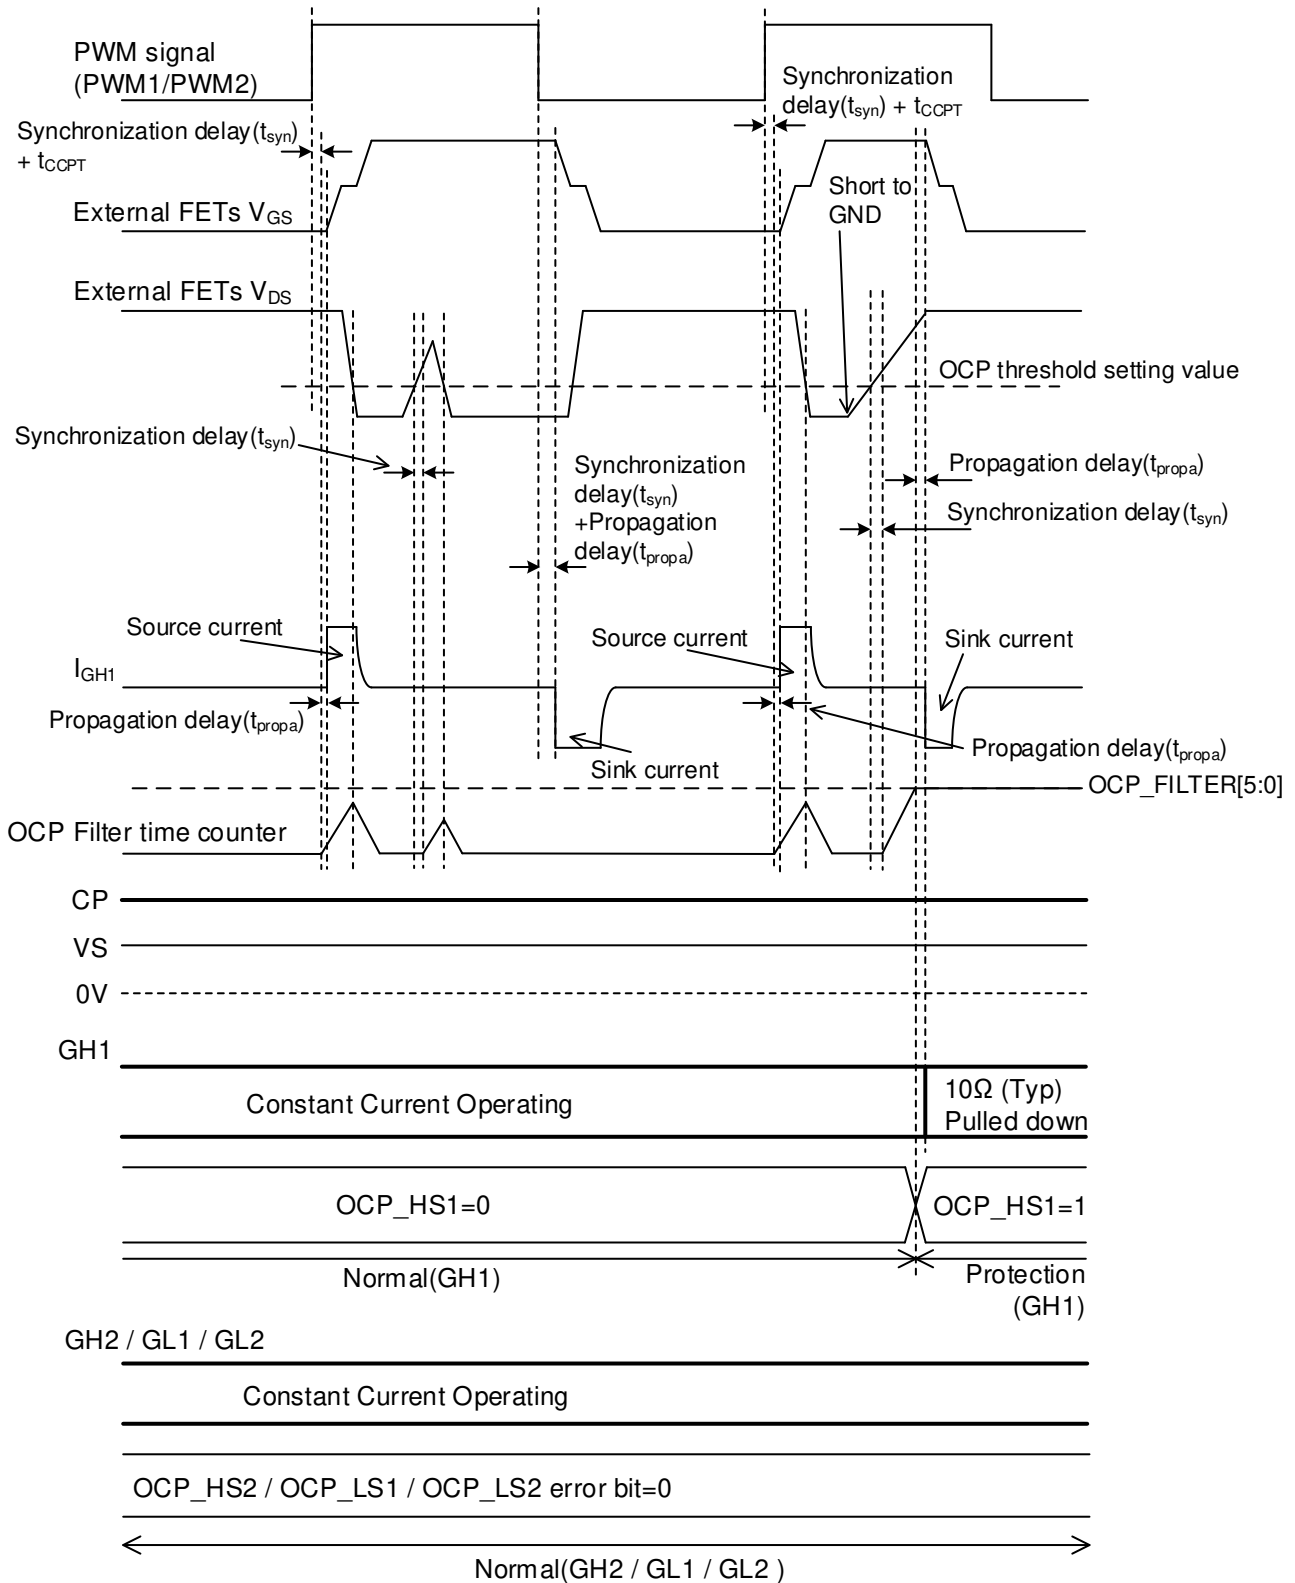 PWM signal
(PWM1/PWM2)
Synchronization
delay(tsyn) + tCCPT
Synchronization delay(tsyn)
+ tCCPT
Short to
GND
External FETs VGS
External FETs VDS
OCP threshold setting value
Synchronization delay(tsyn)
Synchronization
delay(tsyn)
+Propagation
delay(tpropa)
Propagation delay(tpropa)
Synchronization delay(tsyn)
Source current
Source current
Sink current
IGH1
Propagation delay(tpropa)
Propagation delay(tpropa)
Sink current
OCP_FILTER[5:0]
OCP Filter time counter
CP
VS
0V
GH1
Constant Current Operating
10Ω (Typ)
Pulled down
OCP_HS1=0
OCP_HS1=1
Normal(GH1)
Protection
(GH1)
GH2 / GL1 / GL2
Constant Current Operating
OCP_HS2 / OCP_LS1 / OCP_LS2 error bit=0
Normal(GH2 / GL1 / GL2 )